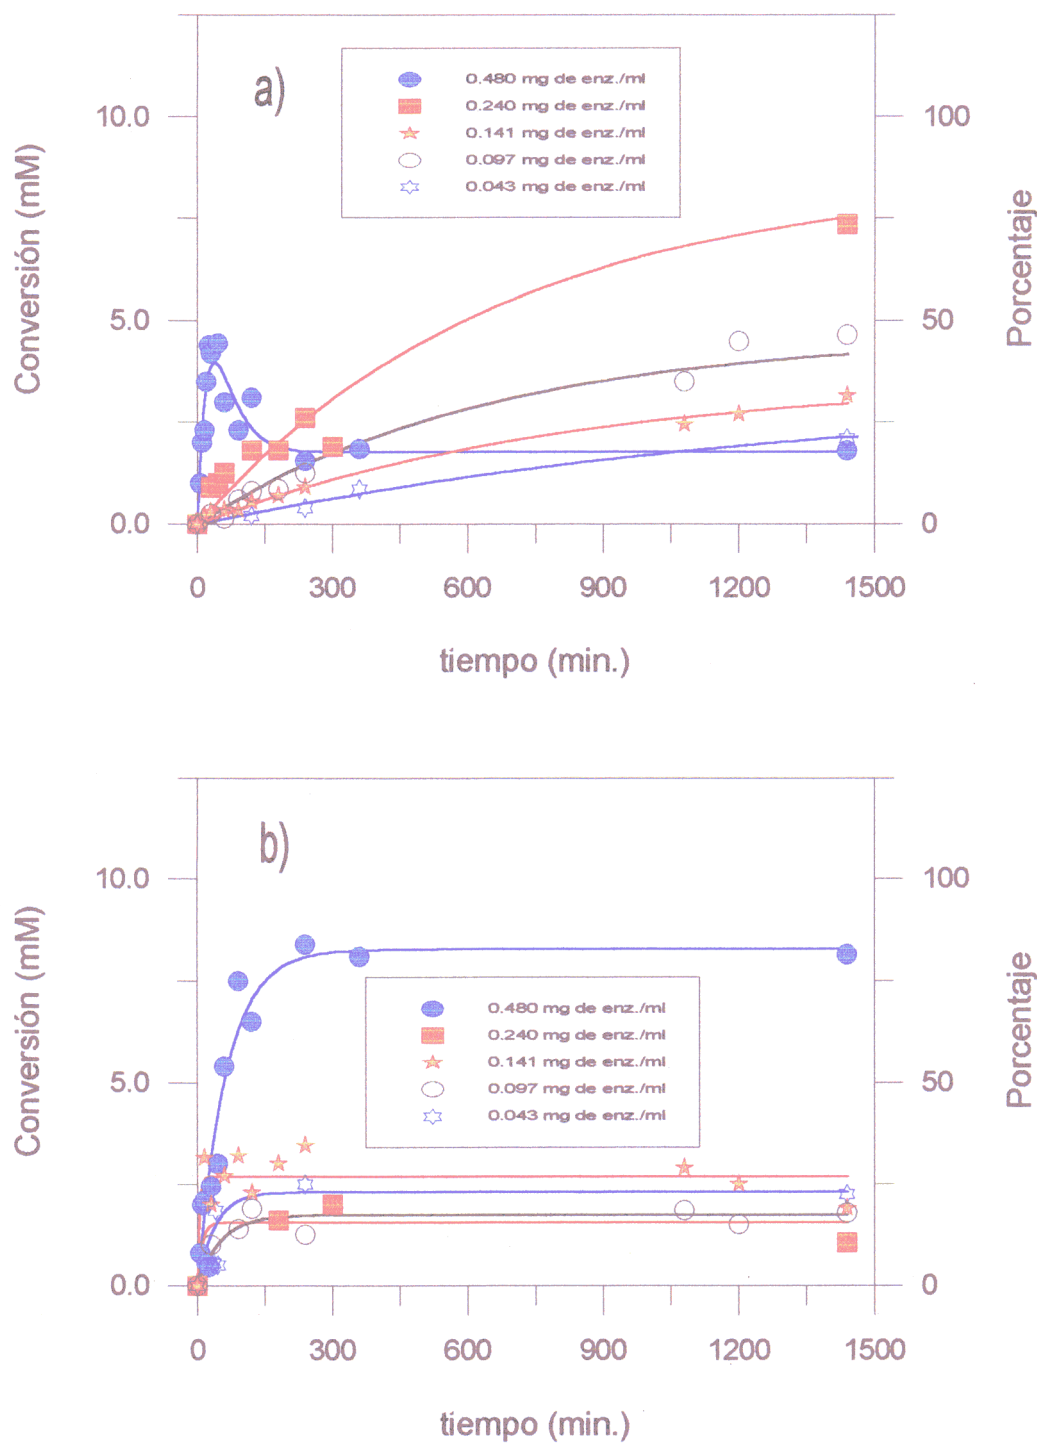 a)
0.480 mg de enz./ml
0.240 mg de enz./ml
0.141 mg de enz./ml
0.097 mg de enz./ml
0.043 mg de enz./ml
Conversión (mM)
10.0
5.0
0.0
Porcentaje
100
50
0
0 300 600 900 1200 1500
tiempo (min.)
b)
0.480 mg de enz./ml
0.240 mg de enz./ml
0.141 mg de enz./ml
0.097 mg de enz./ml
0.043 mg de enz./ml
Conversión (mM)
10.0
5.0
0.0
Porcentaje
100
50
0
0 300 600 900 1200 1500
tiempo (min.)